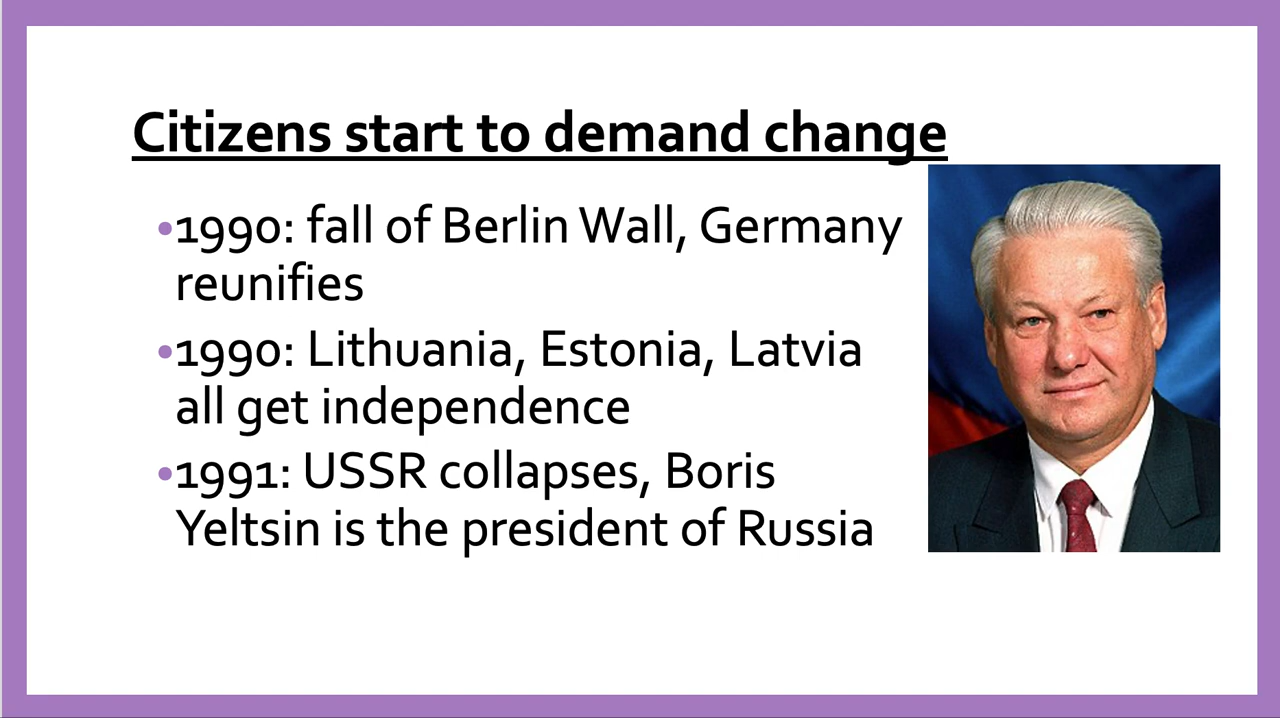 Citizens start to demand change
•1990: fall of Berlin Wall, Germany
reunifies
•1990: Lithuania, Estonia, Latvia
all get independence
•1991: USSR collapses, Boris
Yeltsin is the president of Russia